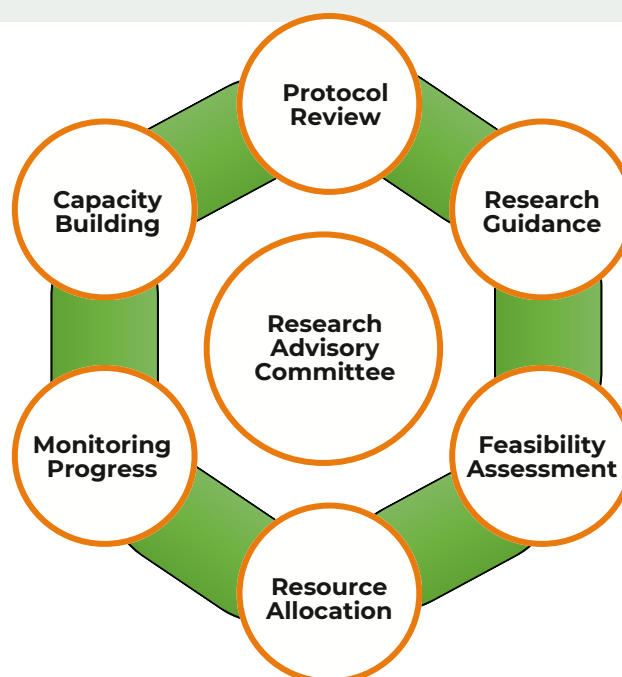 Protocol
Review
Capacity
Building
Research
Guidance
Research
Advisory
Committee
Monitoring
Progress
Feasibility
Assessment
Resource
Allocation